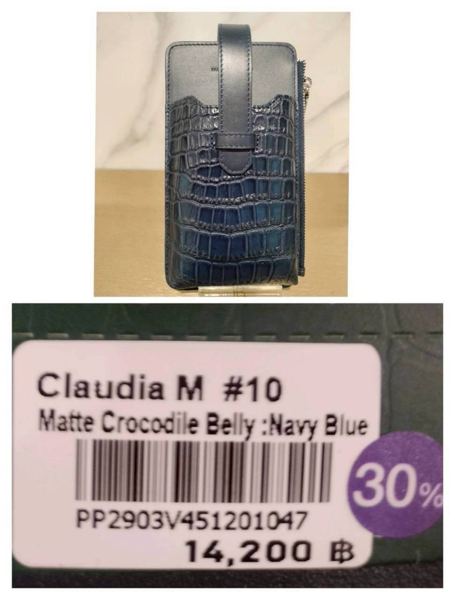 Claudia M #10
Matte Crocodile Belly :Navy Blue
30%
PP2903V451201047
14,200 ฿